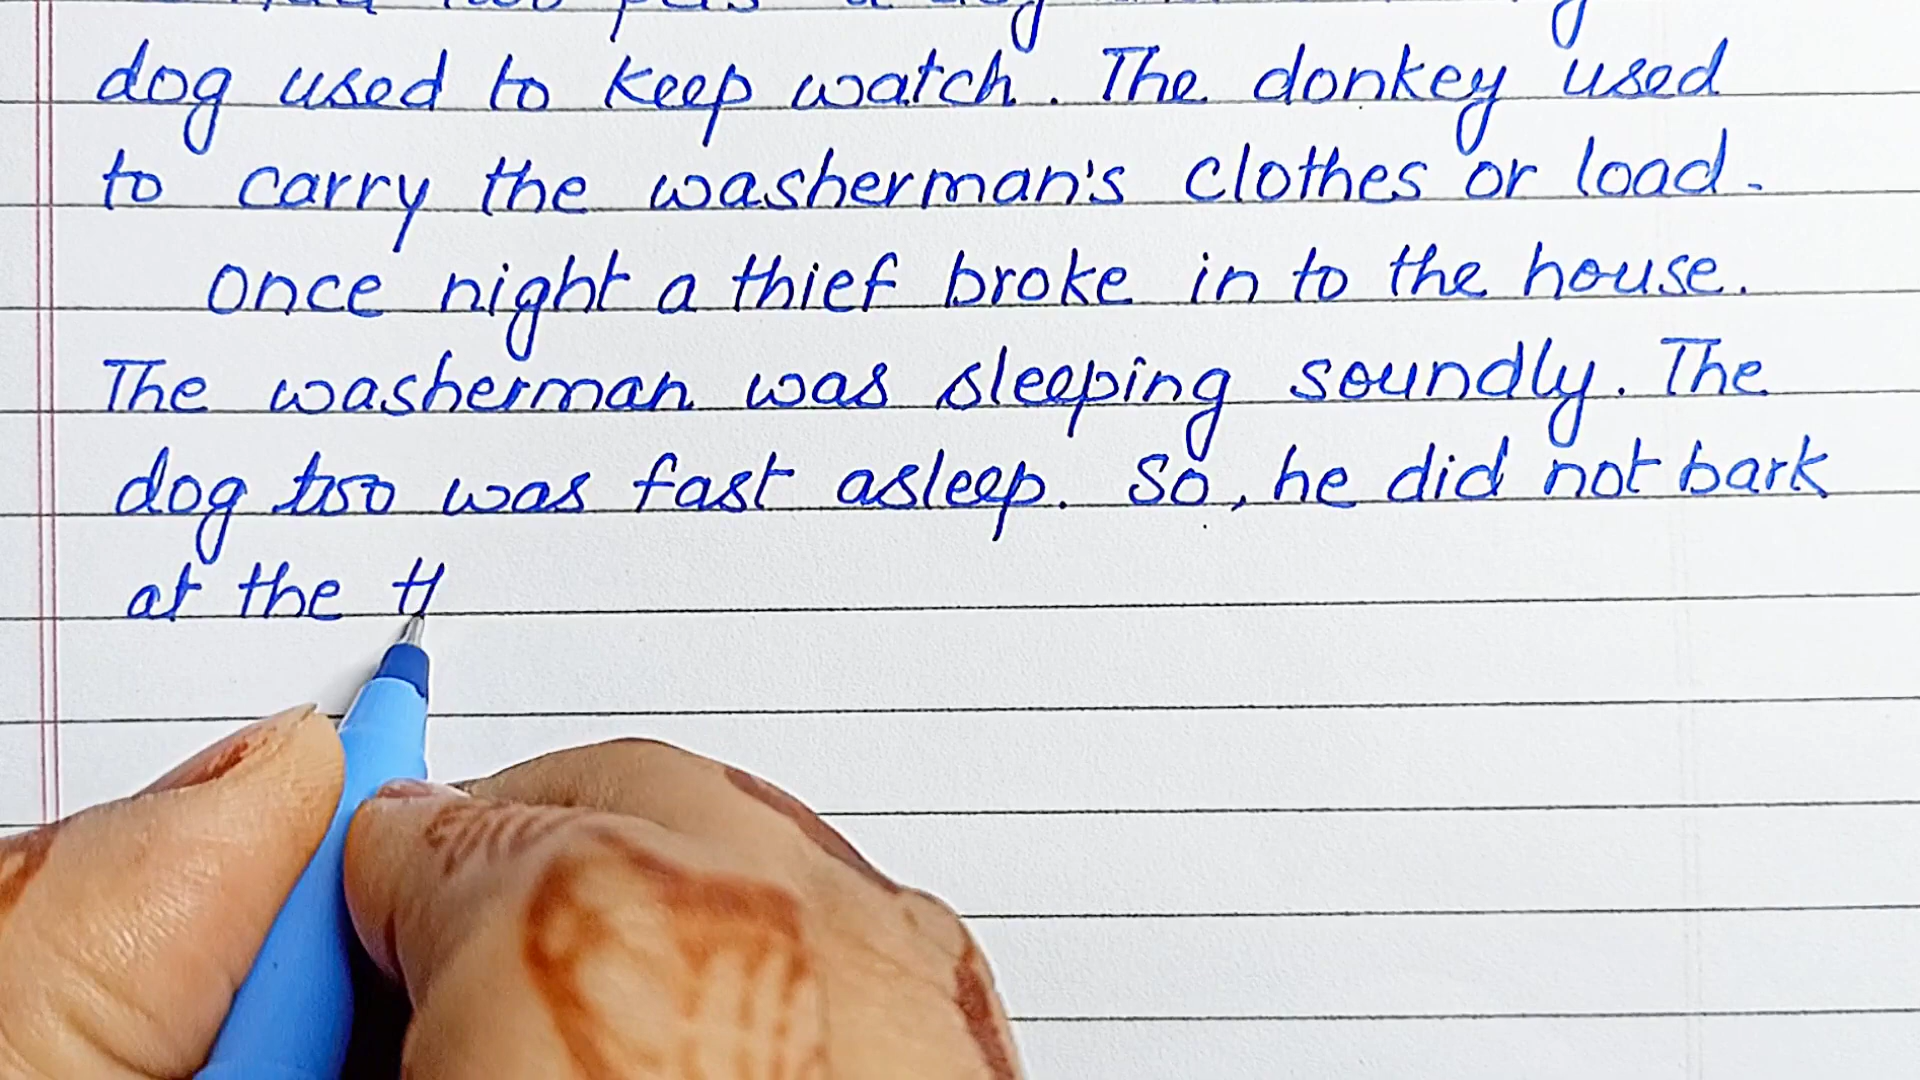 dog used to keep watch. The donkey used
to carry the washerman's clothes or load.
once night a thief broke in to the house.
The washerman was sleeping soundly. The
dog too was fast asleep. So, he did not bark
at the